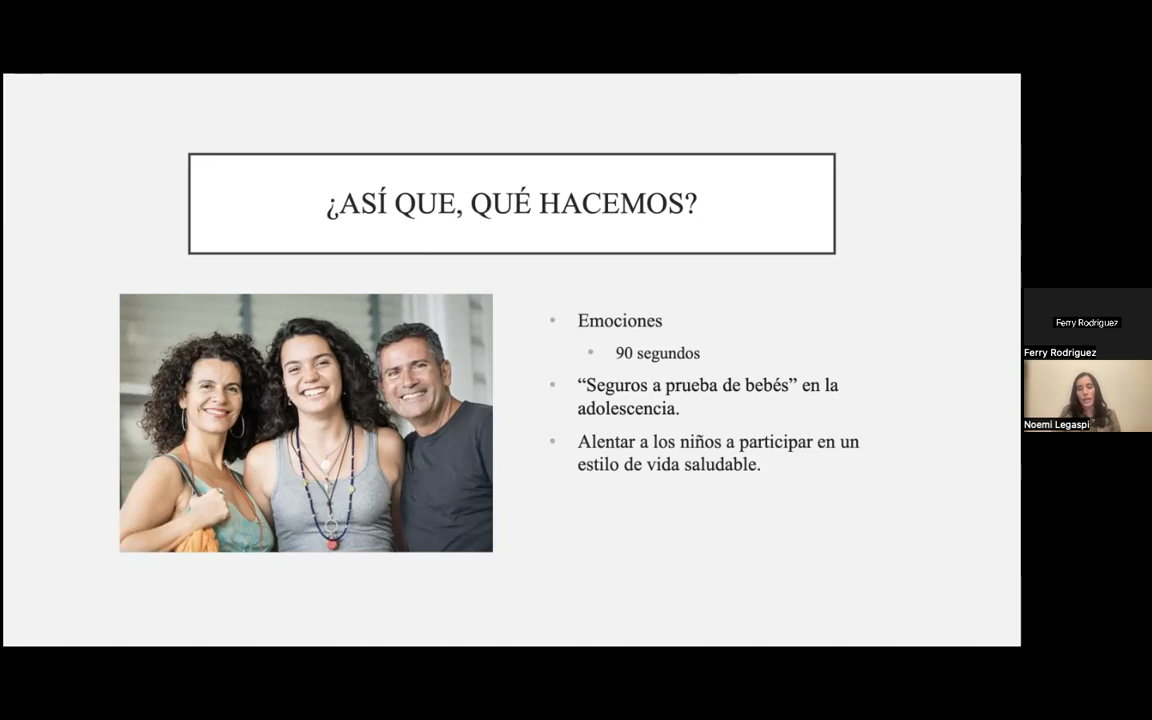 ¿ASÍ QUE, QUÉ HACEMOS?
• Emociones
• 90 segundos
• “Seguros a prueba de bebés” en la
adolescencia.
• Alentar a los niños a participar en un
estilo de vida saludable.
Ferry Rodriguez
Ferry Rodriguez
Noemi Legaspi